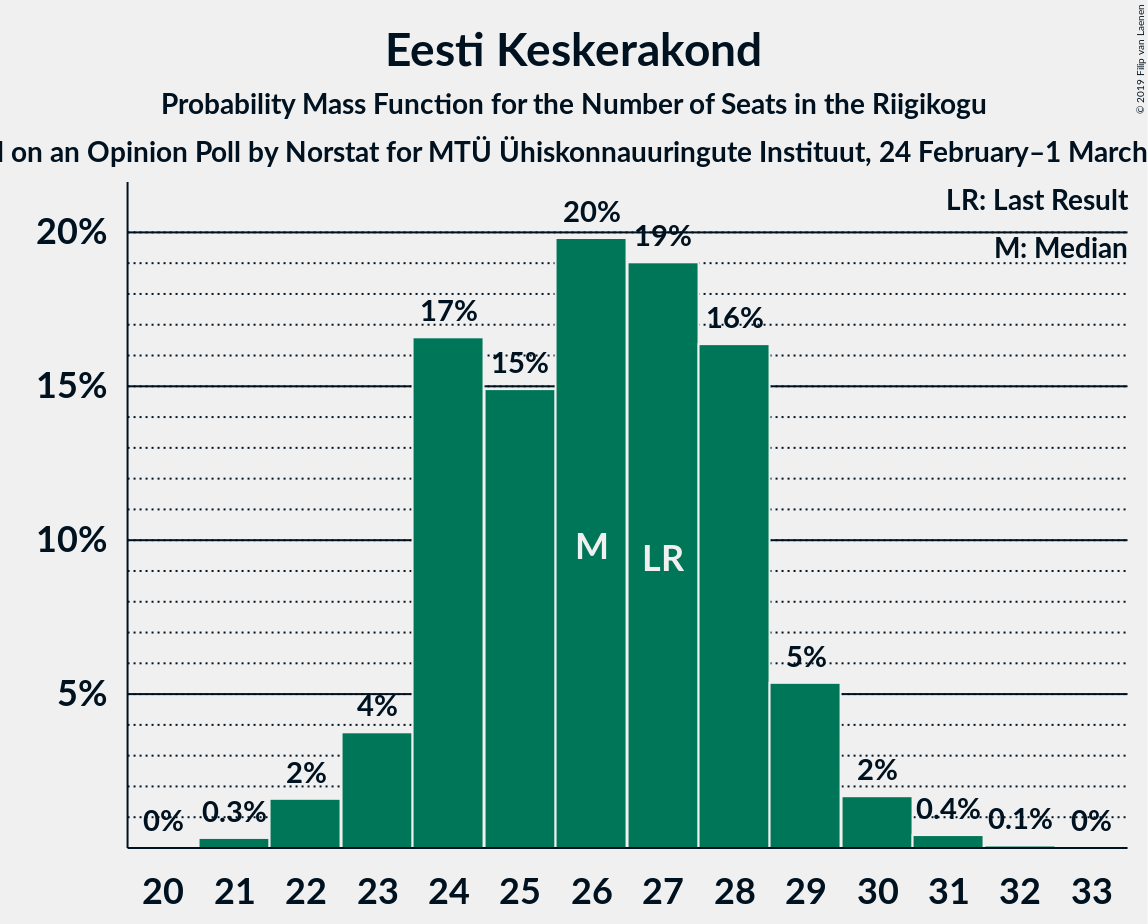 Eesti Keskerakond
Probability Mass Function for the Number of Seats in the Riigikogu
on an Opinion Poll by Norstat for MTÜ Ühiskonnauuringute Instituut, 24 February–1 March
© 2019 Filip van Laenen
LR: Last Result
M: Median
20%
15%
10%
5%
0%
0.3%
2%
4%
17%
15%
20%
19%
16%
5%
2%
0.4%
0.1%
0%
M
LR
20 21 22 23 24 25 26 27 28 29 30 31 32 33